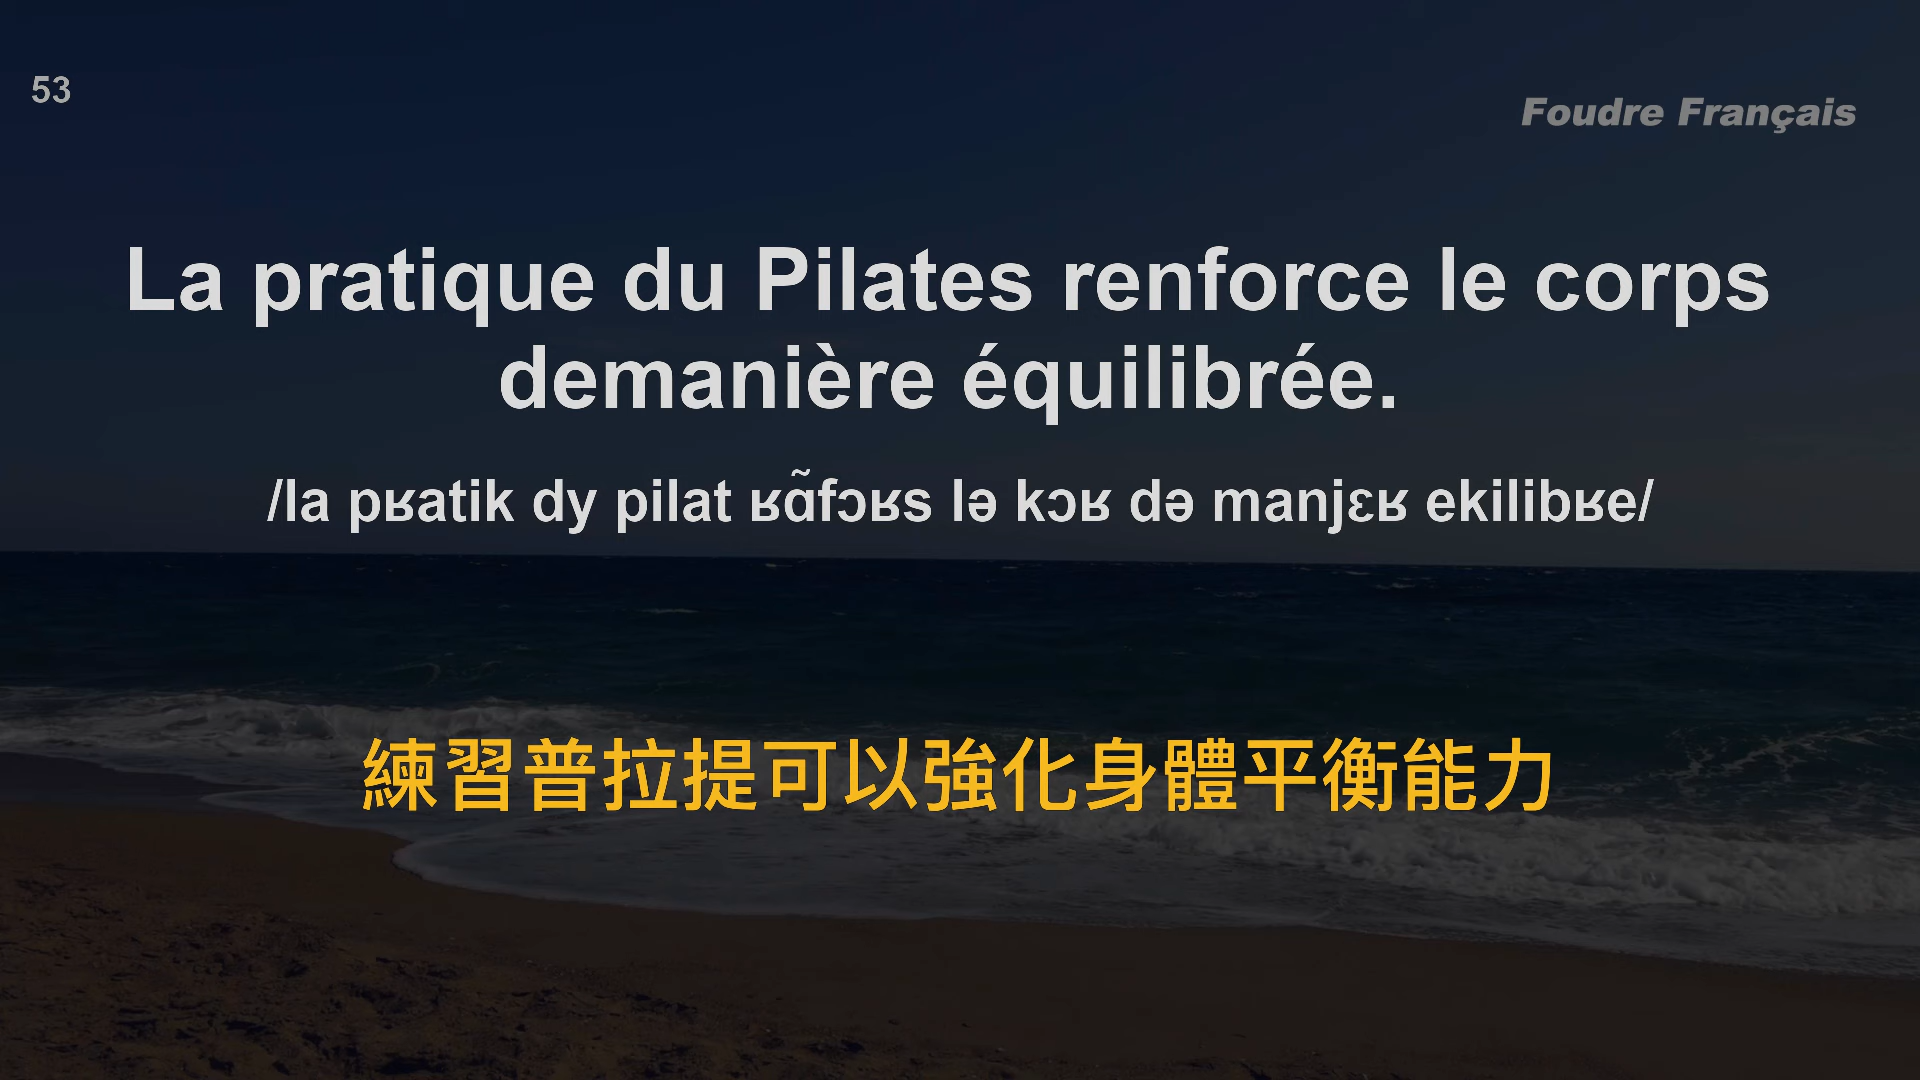 53
Foudre Français
La pratique du Pilates renforce le corps
demanière équilibrée.
/la pʁatik dy pilat ʁɑ̃fɔʁs lə kɔʁ də manjɛʁ ekilibʁe/
練習普拉提可以強化身體平衡能力